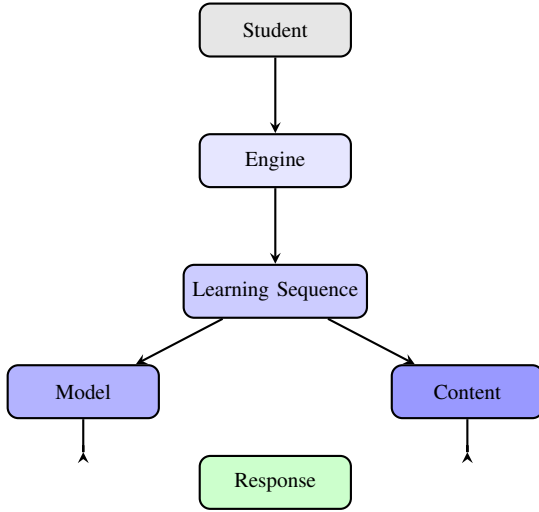 Student
Engine
Learning Sequence
Model
Content
Response